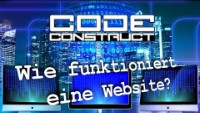 CODE
CONSTRUCT
Wie funktioniert
eine Website?